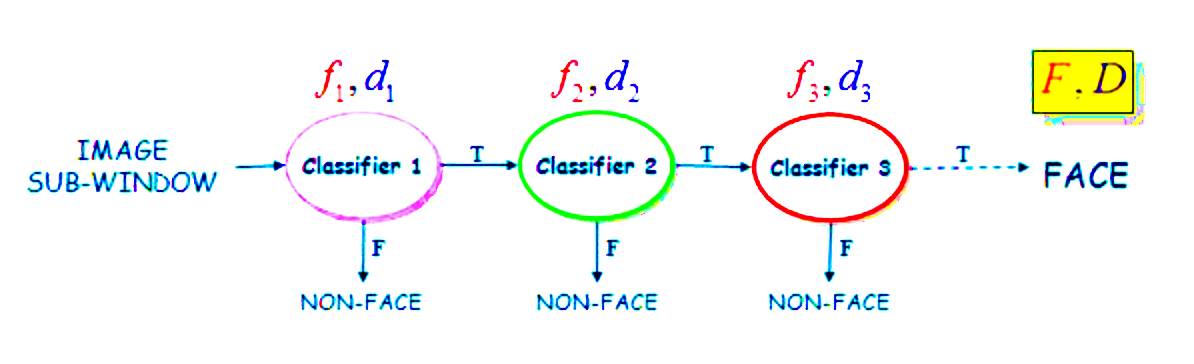 f₁, d₁
f₂, d₂
f₃, d₃
F, D
IMAGE
SUB-WINDOW
Classifier 1
T
Classifier 2
T
Classifier 3
T
FACE
F
F
F
NON-FACE
NON-FACE
NON-FACE